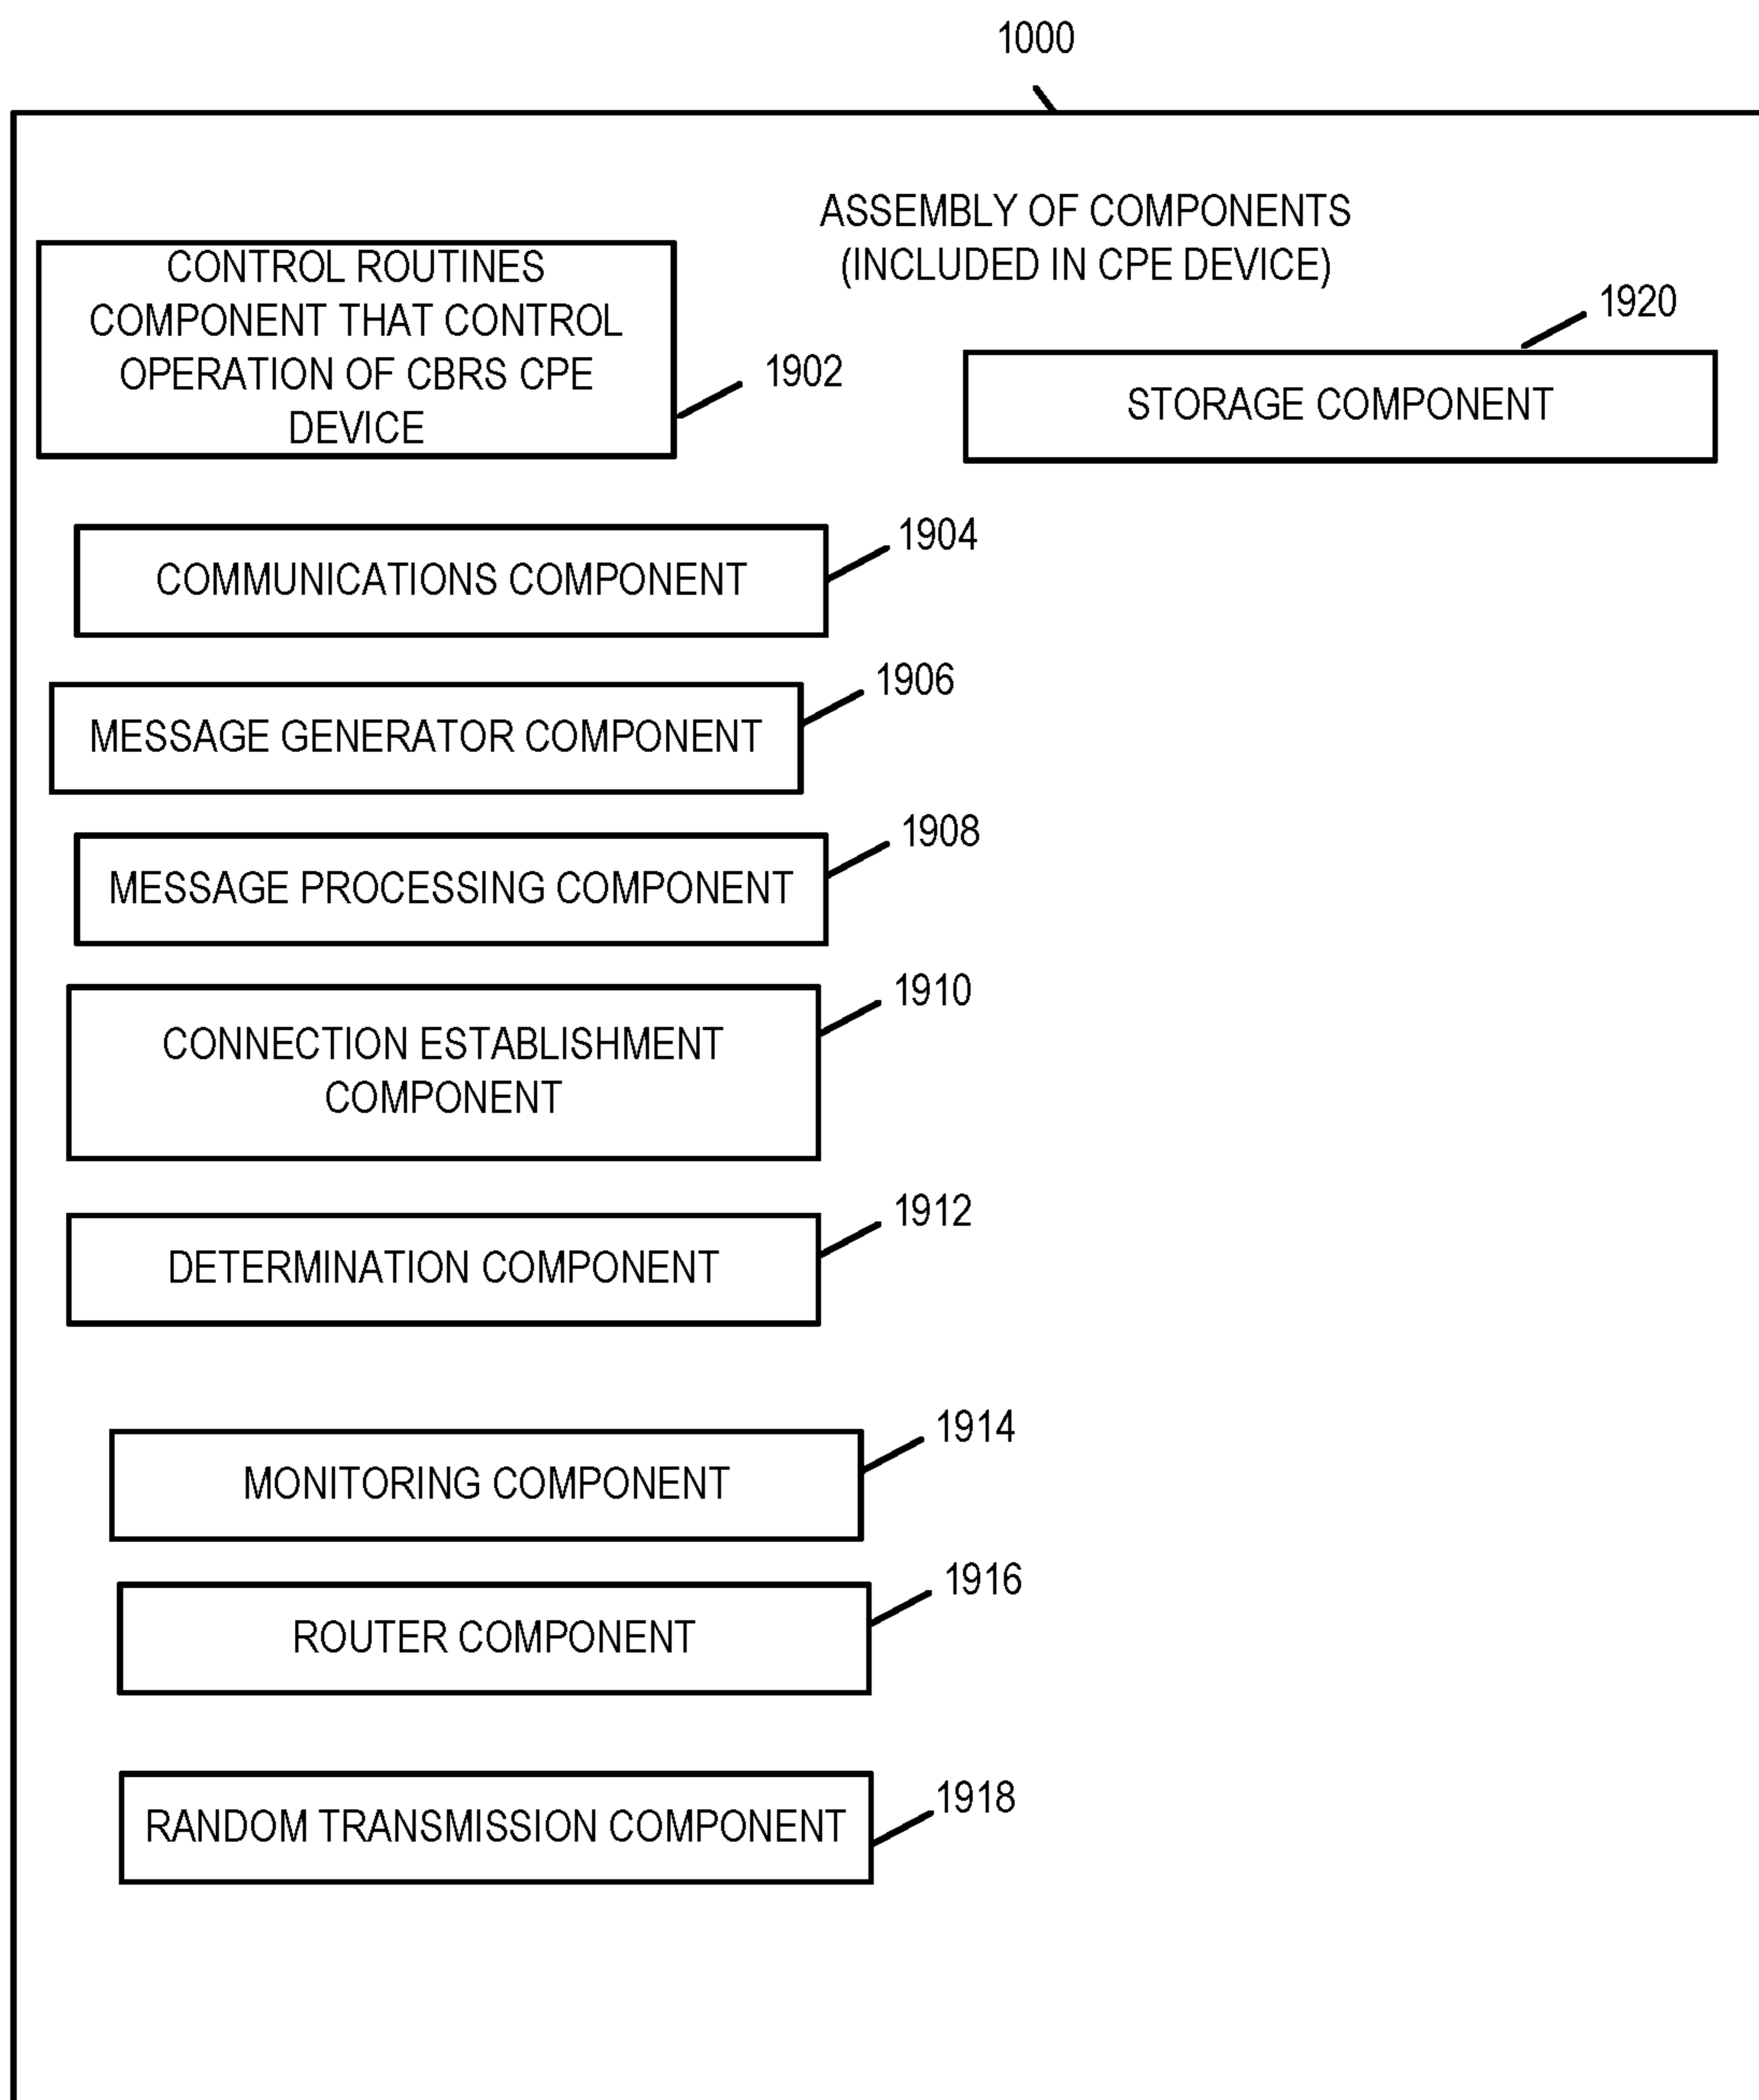 1000
ASSEMBLY OF COMPONENTS
(INCLUDED IN CPE DEVICE)
CONTROL ROUTINES
COMPONENT THAT CONTROL
OPERATION OF CBRS CPE
DEVICE
1902
1920
STORAGE COMPONENT
1904
COMMUNICATIONS COMPONENT
1906
MESSAGE GENERATOR COMPONENT
1908
MESSAGE PROCESSING COMPONENT
1910
CONNECTION ESTABLISHMENT
COMPONENT
1912
DETERMINATION COMPONENT
1914
MONITORING COMPONENT
1916
ROUTER COMPONENT
1918
RANDOM TRANSMISSION COMPONENT